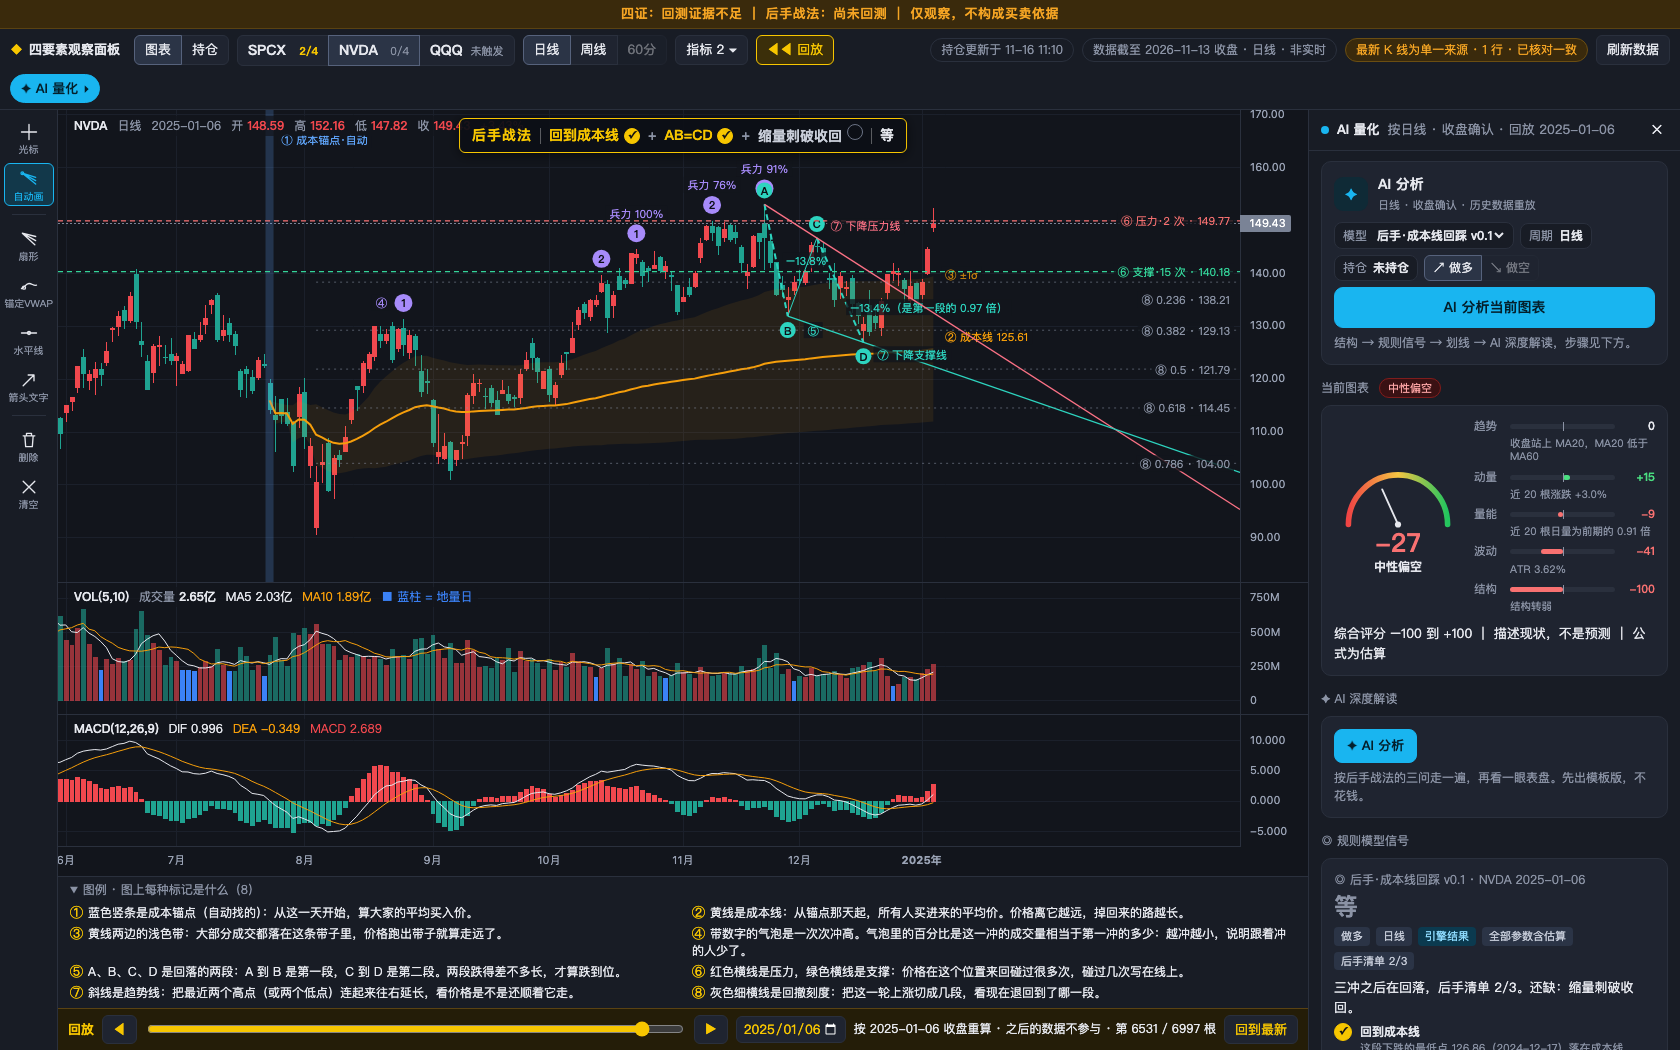 四证：回测证据不足 ｜ 后手战法：尚未回测 ｜ 仅观察，不构成买卖依据
◆ 四要素观察面板 图表 持仓 SPCX 2/4 NVDA 0/4 QQQ 未触发 日线 周线 60分 指标 2 ◀◀ 回放 持仓更新于 11-16 11:10 数据截至 2026-11-13 收盘 · 日线 · 非实时 最新 K 线为单一来源 · 1 行 · 已核对一致 刷新数据
✦ AI 量化 ›
光标
自动画
扇形
锚定VWAP
水平线
箭头文字
删除
清空
NVDA 日线 2025-01-06 开 148.59 高 152.16 低 147.82 收 149.4
① 成本锚点·自动
后手战法 ｜ 回到成本线 ✓ + AB=CD ✓ + 缩量刺破收回 ｜ 等
170.00
160.00
149.43
140.00
130.00
120.00
110.00
100.00
90.00
兵力 91%
兵力 76%
兵力 100%
A
2
1
2
④ 1
C ⑦ 下降压力线
⑥ 压力·2 次 · 149.77
−13.8%
⑥ 支撑·15 次 · 140.18
③ ±1σ
⑧ 0.236 · 138.21
−13.4%（是第一段的 0.97 倍）
B ⑤
⑧ 0.382 · 129.13
② 成本线 125.61
D ⑦ 下降支撑线
⑧ 0.5 · 121.79
⑧ 0.618 · 114.45
⑧ 0.786 · 104.00
VOL(5,10) 成交量 2.65亿 MA5 2.03亿 MA10 1.89亿 ■ 蓝柱 = 地量日
750M
500M
250M
0
MACD(12,26,9) DIF 0.996 DEA −0.349 MACD 2.689
10.000
5.000
0.000
−5.000
6月 7月 8月 9月 10月 11月 12月 2025年
▼ 图例 · 图上每种标记是什么（8）
① 蓝色竖条是成本锚点（自动找的）：从这一天开始，算大家的平均买入价。
② 黄线是成本线：从锚点那天起，所有人买进来的平均价。价格离它越远，掉回来的路越长。
③ 黄线两边的浅色带：大部分成交都落在这条带子里，价格跑出带子就算走远了。
④ 带数字的气泡是一次次冲高。气泡里的百分比是这一冲的成交量相当于第一冲的多少：越冲越小，说明跟着冲
的人少了。
⑤ A、B、C、D 是回落的两段：A 到 B 是第一段，C 到 D 是第二段。两段跌得差不多长，才算跌到位。
⑥ 红色横线是压力，绿色横线是支撑：价格在这个位置来回碰过很多次，碰过几次写在线上。
⑦ 斜线是趋势线：把最近两个高点（或两个低点）连起来往右延长，看价格是不是还顺着它走。
⑧ 灰色细横线是回撤刻度：把这一轮上涨切成几段，看现在退回到了哪一段。
回放 ◀ ▶ 2025/01/06 按 2025-01-06 收盘重算 · 之后的数据不参与 · 第 6531 / 6997 根 回到最新
AI 量化 按日线 · 收盘确认 · 回放 2025-01-06 ✕
✦ AI 分析
日线 · 收盘确认 · 历史数据重放
模型 后手·成本线回踩 v0.1 周期 日线
持仓 未持仓 ↗ 做多 ↘ 做空
AI 分析当前图表
结构 → 规则信号 → 划线 → AI 深度解读，步骤见下方。
当前图表 中性偏空
趋势 0
收盘站上 MA20，MA20 低于
MA60
动量 +15
近 20 根涨跌 +3.0%
量能 −9
近 20 根日量为前期的 0.91 倍
波动 −41
ATR 3.62%
结构 −100
结构转弱
−27
中性偏空
综合评分 −100 到 +100 ｜ 描述现状，不是预测 ｜ 公
式为估算
✦ AI 深度解读
✦ AI 分析
按后手战法的三问走一遍，再看一眼表盘。先出模板版，不
花钱。
◎ 规则模型信号
◎ 后手·成本线回踩 v0.1 · NVDA 2025-01-06
等
做多 日线 引擎结果 全部参数含估算
后手清单 2/3
三冲之后在回落，后手清单 2/3。还缺：缩量刺破收
回。
✓ 回到成本线
这段下跌的最低点 126.86（2024-12-17）落在成本线